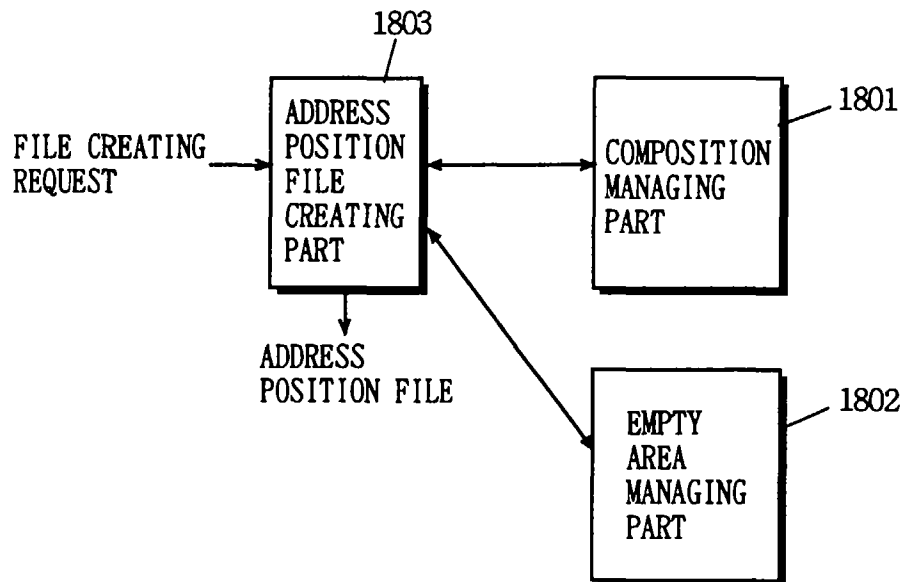 1803
1801
ADDRESS
POSITION
FILE
CREATING
PART
FILE CREATING
REQUEST
COMPOSITION
MANAGING
PART
ADDRESS
POSITION FILE
1802
EMPTY
AREA
MANAGING
PART